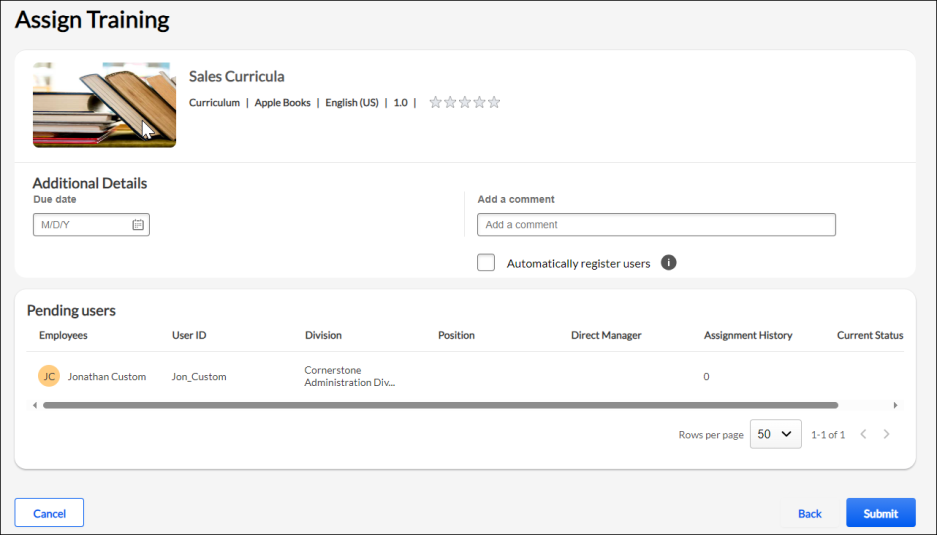 Assign Training
Sales Curricula
Curriculum | Apple Books | English (US) | 1.0 |
Additional Details
Due date
M/D/Y
Add a comment
Add a comment
Automatically register users i
Pending users
Employees User ID Division Position Direct Manager Assignment History Current Status
JC Jonathan Custom Jon_Custom Cornerstone
Administration Div... 0
Rows per page 50 1-1 of 1
Cancel Back Submit